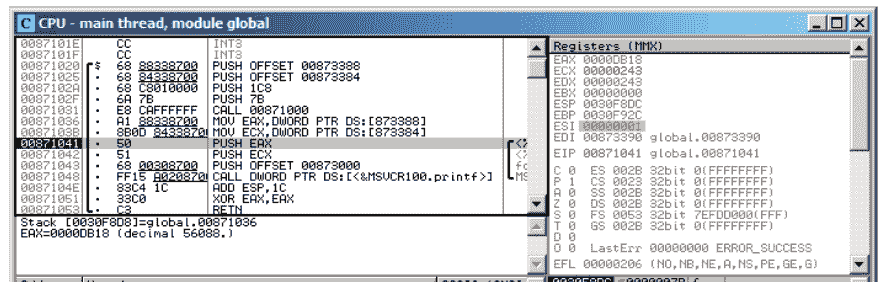 C CPU - main thread, module global
0087101E CC INT3
0087101F CC INT3
00871020 $ 68 88338700 PUSH OFFSET 00873388
00871025 . 68 84338700 PUSH OFFSET 00873384
0087102A . 68 C8010000 PUSH 1C8
0087102F . 6A 7B PUSH 7B
00871031 . E8 CAFFFFFF CALL 00871000
00871036 . A1 88338700 MOV EAX,DWORD PTR DS:[873388]
0087103B . 8B0D 8433870 MOV ECX,DWORD PTR DS:[873384]
00871041 . 50 PUSH EAX
00871042 . 51 PUSH ECX
00871043 . 68 00308700 PUSH OFFSET 00873000
00871048 . FF15 A020870 CALL DWORD PTR DS:[<&MSVCR100.printf>]
0087104E . 83C4 1C ADD ESP,1C
00871051 . 33C0 XOR EAX,EAX
00871053 . C3 RETN
Stack [0030F8D8]=global.00871036
EAX=0000DB18 (decimal 56088.)
Registers (MMX)
EAX 0000DB18
ECX 00000243
EDX 00000243
EBX 00000000
ESP 0030F8DC
EBP 0030F92C
ESI 00000001
EDI 00873390 global.00873390
EIP 00871041 global.00871041
C 0 ES 002B 32bit 0(FFFFFFFF)
P 1 CS 0023 32bit 0(FFFFFFFF)
A 0 SS 002B 32bit 0(FFFFFFFF)
Z 0 DS 002B 32bit 0(FFFFFFFF)
S 0 FS 0053 32bit 7EFDD000(FFF)
T 0 GS 002B 32bit 0(FFFFFFFF)
D 0
O 0 LastErr 00000000 ERROR_SUCCESS
EFL 00000206 (NO,NB,NE,A,NS,PE,GE,G)